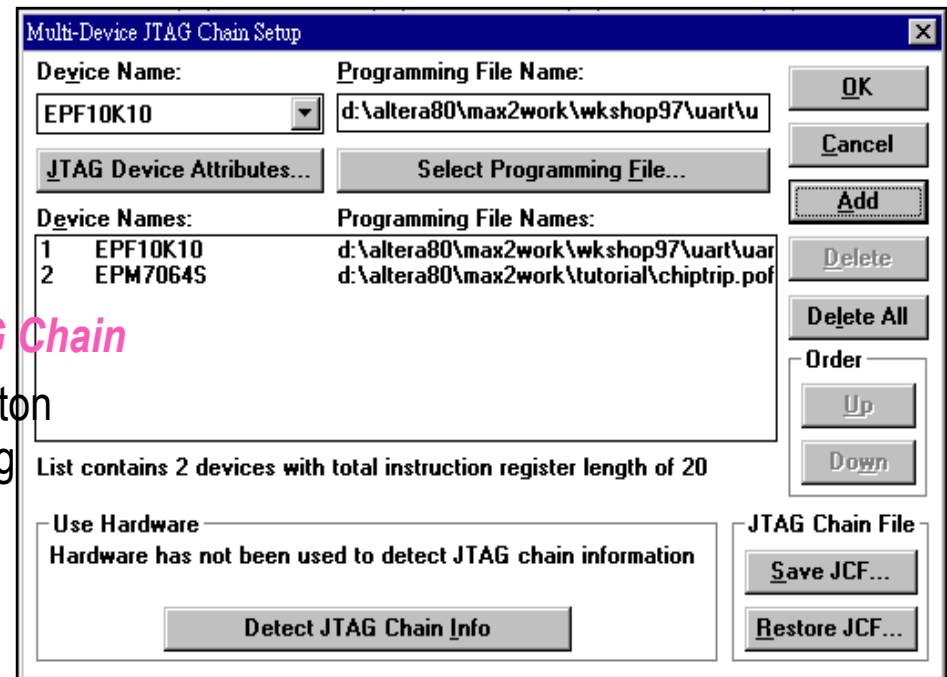 Multi-Device JTAG Chain Setup
Device Name:
Programming File Name:
EPF10K10
d:\altera80\max2work\wkshop97\uart\u
JTAG Device Attributes...
Select Programming File...
Device Names:
Programming File Names:
1 EPF10K10 d:\altera80\max2work\wkshop97\uart\uar
2 EPM7064S d:\altera80\max2work\tutorial\chiptrip.pof
OK
Cancel
Add
Delete
Delete All
Order
Up
Down
G Chain
ton
g
List contains 2 devices with total instruction register length of 20
Use Hardware
Hardware has not been used to detect JTAG chain information
Detect JTAG Chain Info
JTAG Chain File
Save JCF...
Restore JCF...